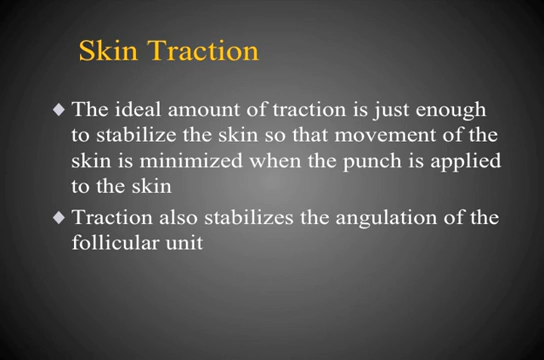 Skin Traction
The ideal amount of traction is just enough
to stabilize the skin so that movement of the
skin is minimized when the punch is applied
to the skin
Traction also stabilizes the angulation of the
follicular unit